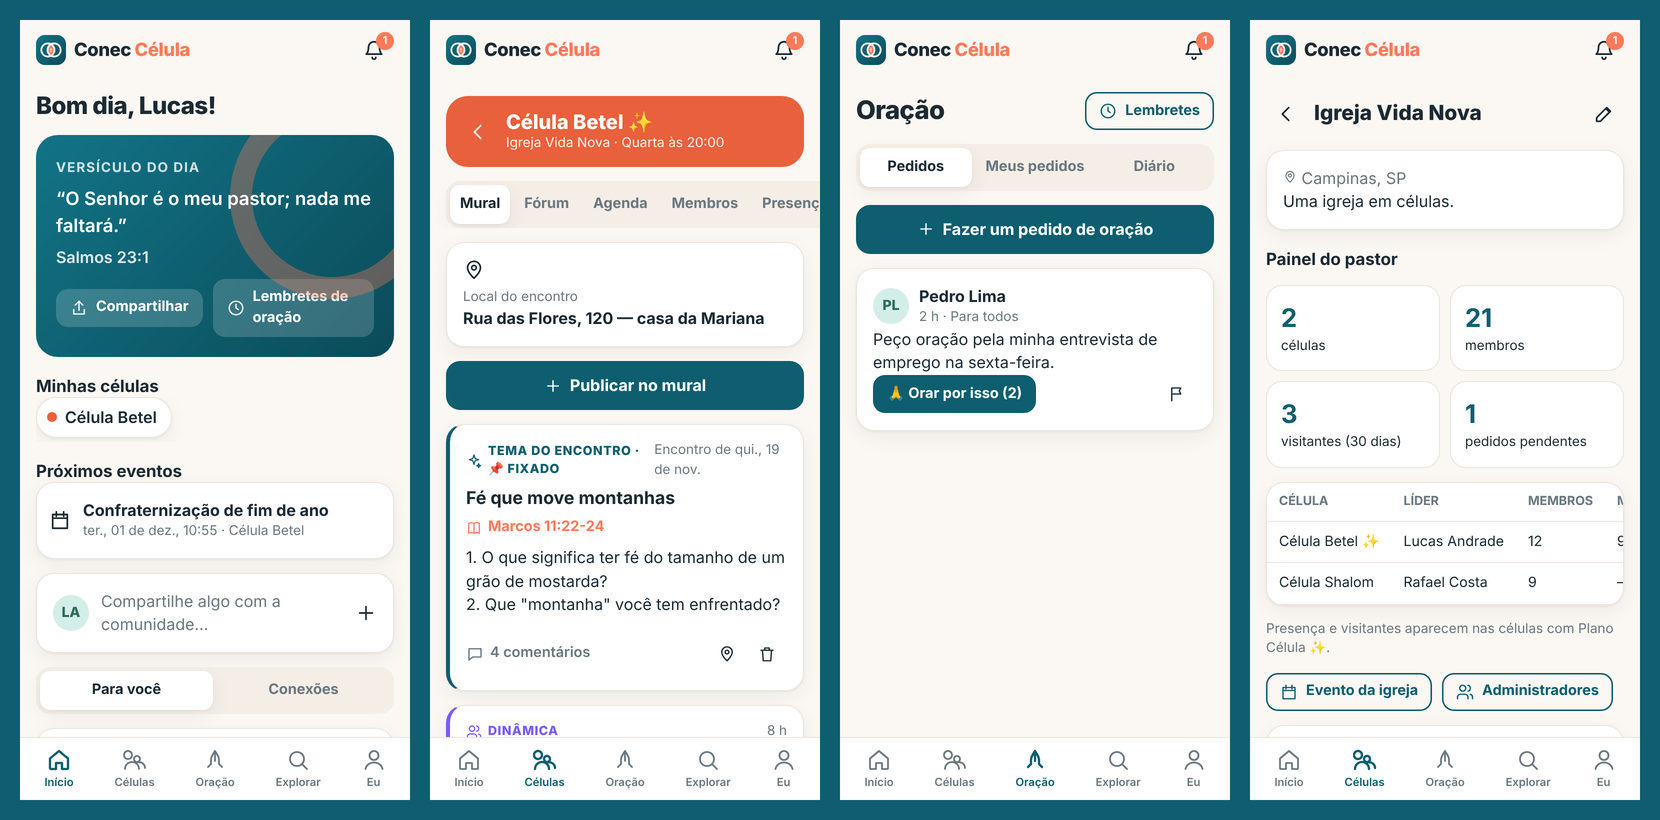 Conec Célula
1
Bom dia, Lucas!
VERSÍCULO DO DIA
“O Senhor é o meu pastor; nada me
faltará.”
Salmos 23:1
Compartilhar
Lembretes de
oração
Minhas células
Célula Betel
Próximos eventos
Confraternização de fim de ano
ter., 01 de dez., 10:55 · Célula Betel
LA
Compartilhe algo com a
comunidade...
Para você
Conexões
Início
Células
Oração
Explorar
Eu
Conec Célula
1
Célula Betel ✨
Igreja Vida Nova · Quarta às 20:00
Mural
Fórum
Agenda
Membros
Presenç
Local do encontro
Rua das Flores, 120 — casa da Mariana
+ Publicar no mural
TEMA DO ENCONTRO ·
📌 FIXADO
Encontro de qui., 19
de nov.
Fé que move montanhas
Marcos 11:22-24
1. O que significa ter fé do tamanho de um
grão de mostarda?
2. Que "montanha" você tem enfrentado?
4 comentários
DINÂMICA
8 h
Início
Células
Oração
Explorar
Eu
Conec Célula
1
Oração
Lembretes
Pedidos
Meus pedidos
Diário
+ Fazer um pedido de oração
PL
Pedro Lima
2 h · Para todos
Peço oração pela minha entrevista de
emprego na sexta-feira.
🙏 Orar por isso (2)
Início
Células
Oração
Explorar
Eu
Conec Célula
1
Igreja Vida Nova
Campinas, SP
Uma igreja em células.
Painel do pastor
2
células
21
membros
3
visitantes (30 dias)
1
pedidos pendentes
CÉLULA LÍDER MEMBROS
Célula Betel ✨ Lucas Andrade 12
Célula Shalom Rafael Costa 9
Presença e visitantes aparecem nas células com Plano
Célula ✨.
Evento da igreja
Administradores
Início
Células
Oração
Explorar
Eu